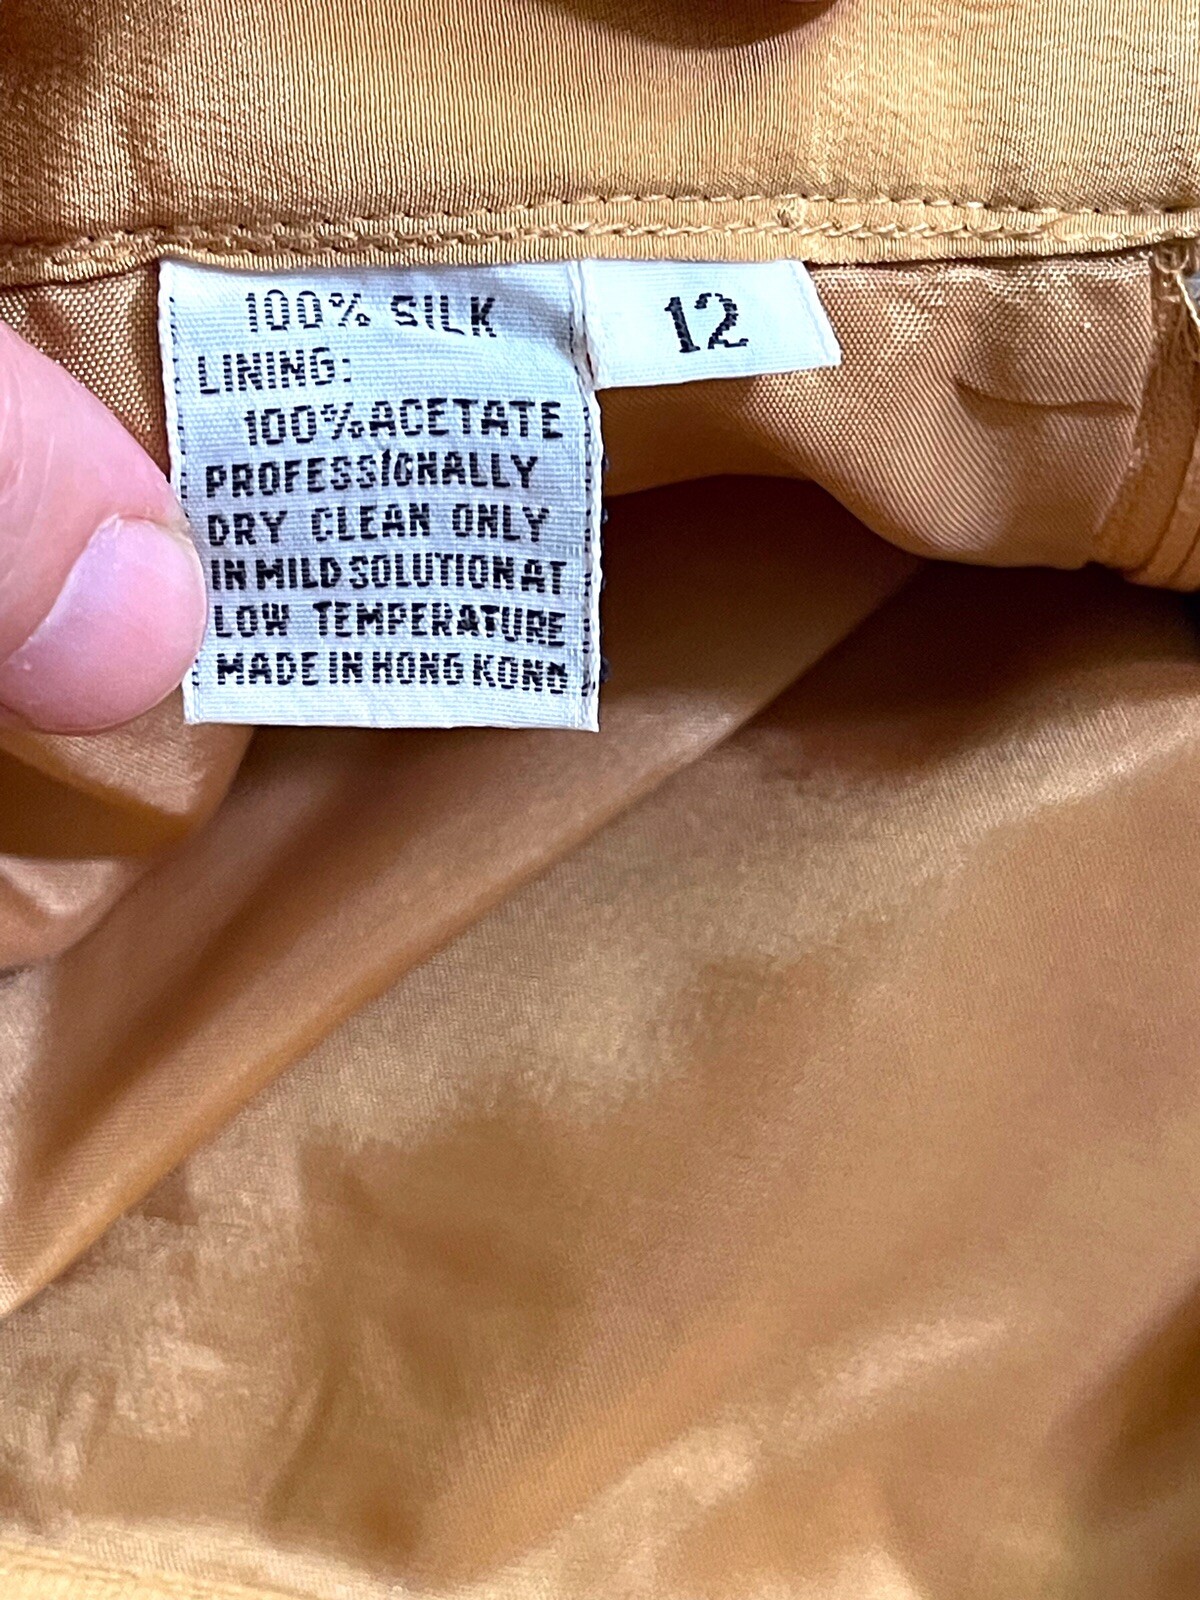 100% SILK
LINING:
100% ACETATE
PROFESSIONALLY
DRY CLEAN ONLY
IN MILD SOLUTION AT
LOW TEMPERATURE
MADE IN HONG KONG
12